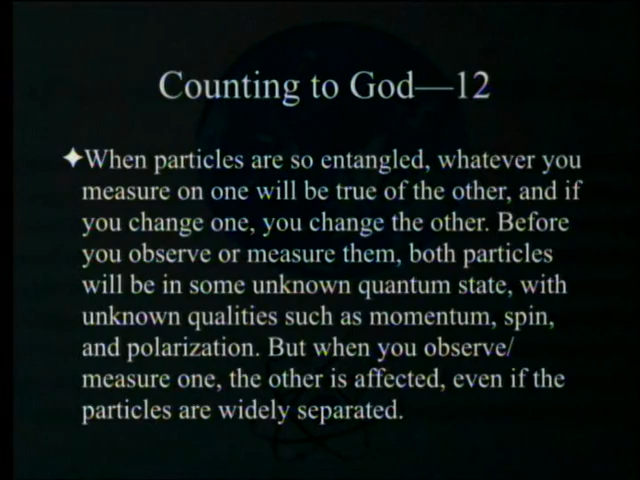 Counting to God—12
✦When particles are so entangled, whatever you
measure on one will be true of the other, and if
you change one, you change the other. Before
you observe or measure them, both particles
will be in some unknown quantum state, with
unknown qualities such as momentum, spin,
and polarization. But when you observe/
measure one, the other is affected, even if the
particles are widely separated.